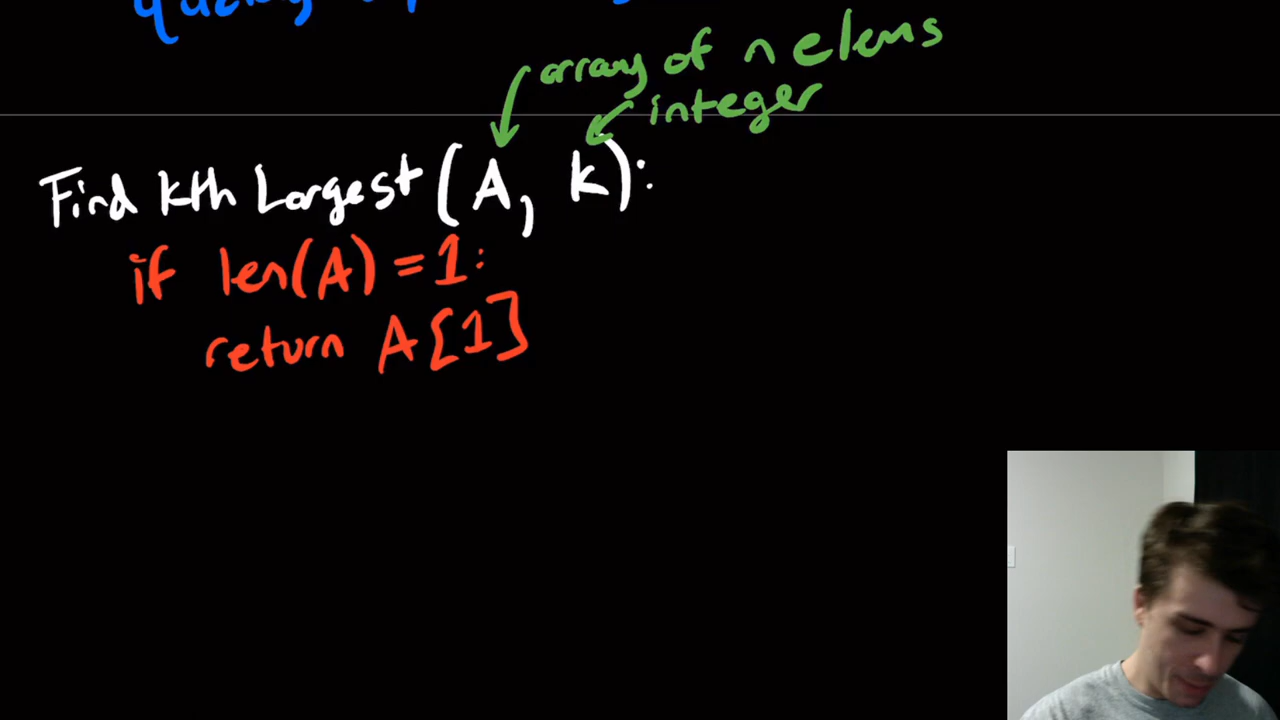 array of n elems
integer
Find kth Largest (A, k):
if len(A) = 1:
return A[1]